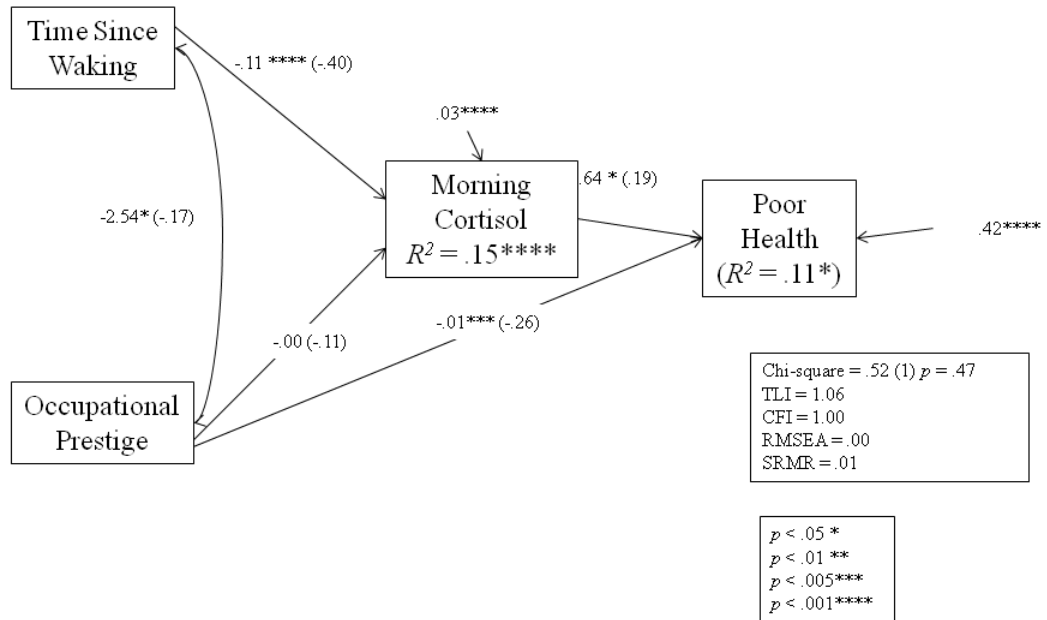 Time Since
Waking
-.11 **** (-.40)
.03****
Morning
Cortisol
R² = .15****
.64 * (.19)
Poor
Health
(R² = .11*)
.42****
-2.54* (-.17)
-.00 (-.11)
-.01*** (-.26)
Occupational
Prestige
Chi-square = .52 (1) p = .47
TLI = 1.06
CFI = 1.00
RMSEA = .00
SRMR = .01
p < .05 *
p < .01 **
p < .005***
p < .001****